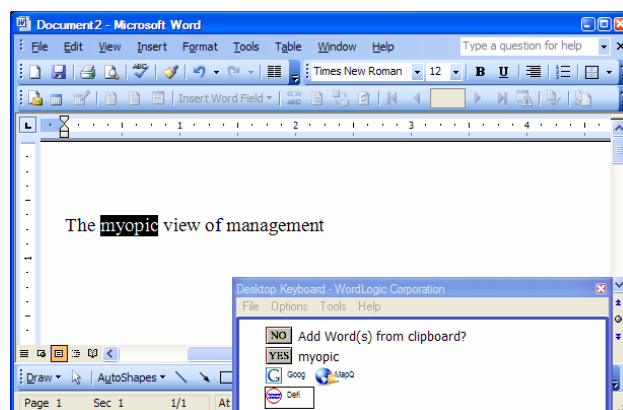 Document2 - Microsoft Word
File Edit View Insert Format Tools Table Window Help Type a question for help
ABC Times New Roman 12 B U
Insert Word Field ABC
L 1 2 3 4
The myopic view of management
1
Desktop Keyboard - WordLogic Corporation
File Options Tools Help
NO Add Word(s) from clipboard?
YES myopic
G Goog MapQ
Defi
Draw AutoShapes
Page 1 Sec 1 1/1 At